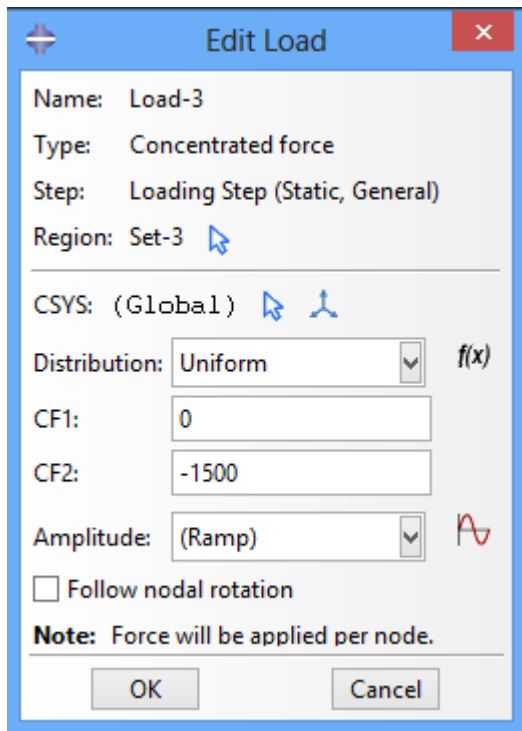 Edit Load
×
Name: Load-3
Type: Concentrated force
Step: Loading Step (Static, General)
Region: Set-3
CSYS: (Global)
Distribution: Uniform f(x)
CF1: 0
CF2: -1500
Amplitude: (Ramp)
Follow nodal rotation
Note: Force will be applied per node.
OK Cancel